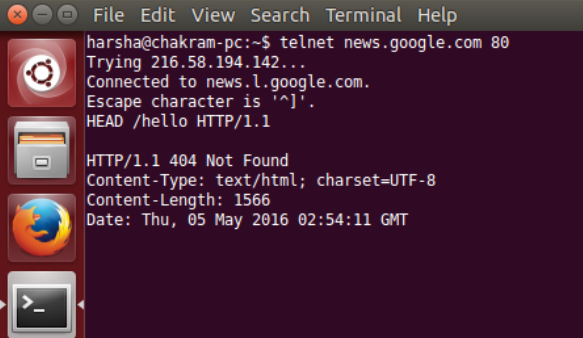 File Edit View Search Terminal Help
harsha@chakram-pc:~$ telnet news.google.com 80
Trying 216.58.194.142...
Connected to news.l.google.com.
Escape character is '^]'.
HEAD /hello HTTP/1.1

HTTP/1.1 404 Not Found
Content-Type: text/html; charset=UTF-8
Content-Length: 1566
Date: Thu, 05 May 2016 02:54:11 GMT